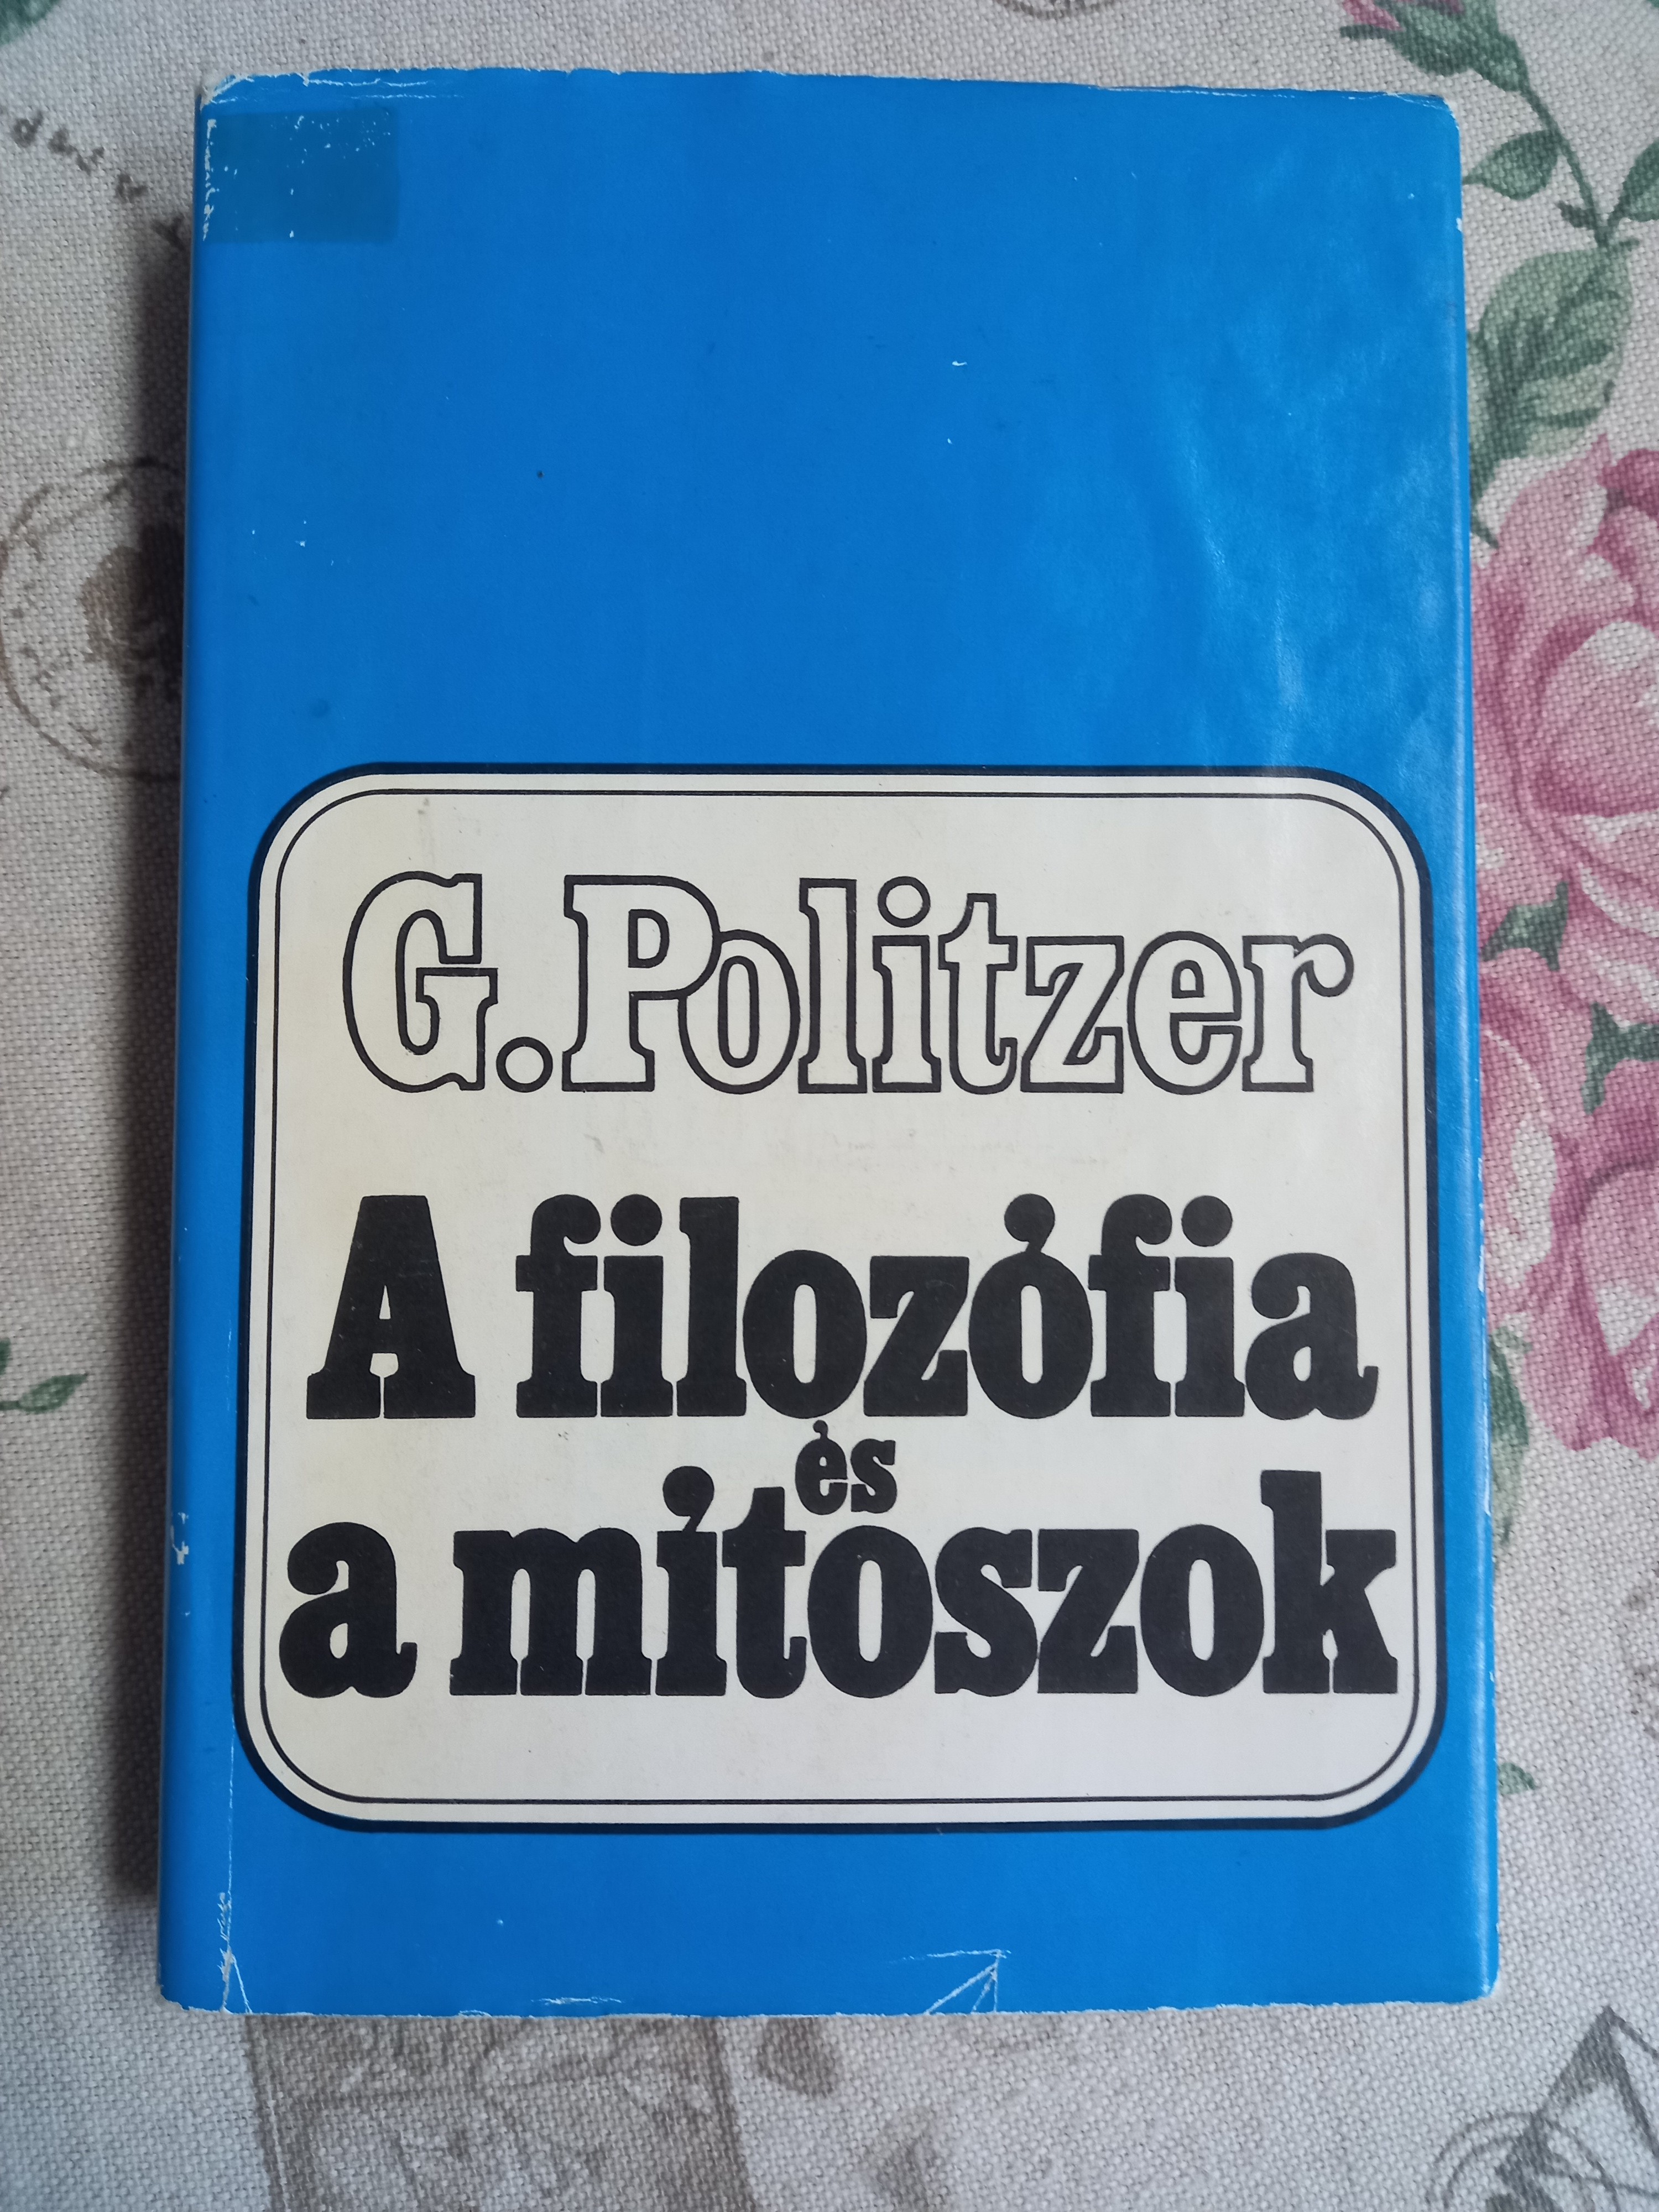 G. Politzer
A filozófia
és
a mítoszok